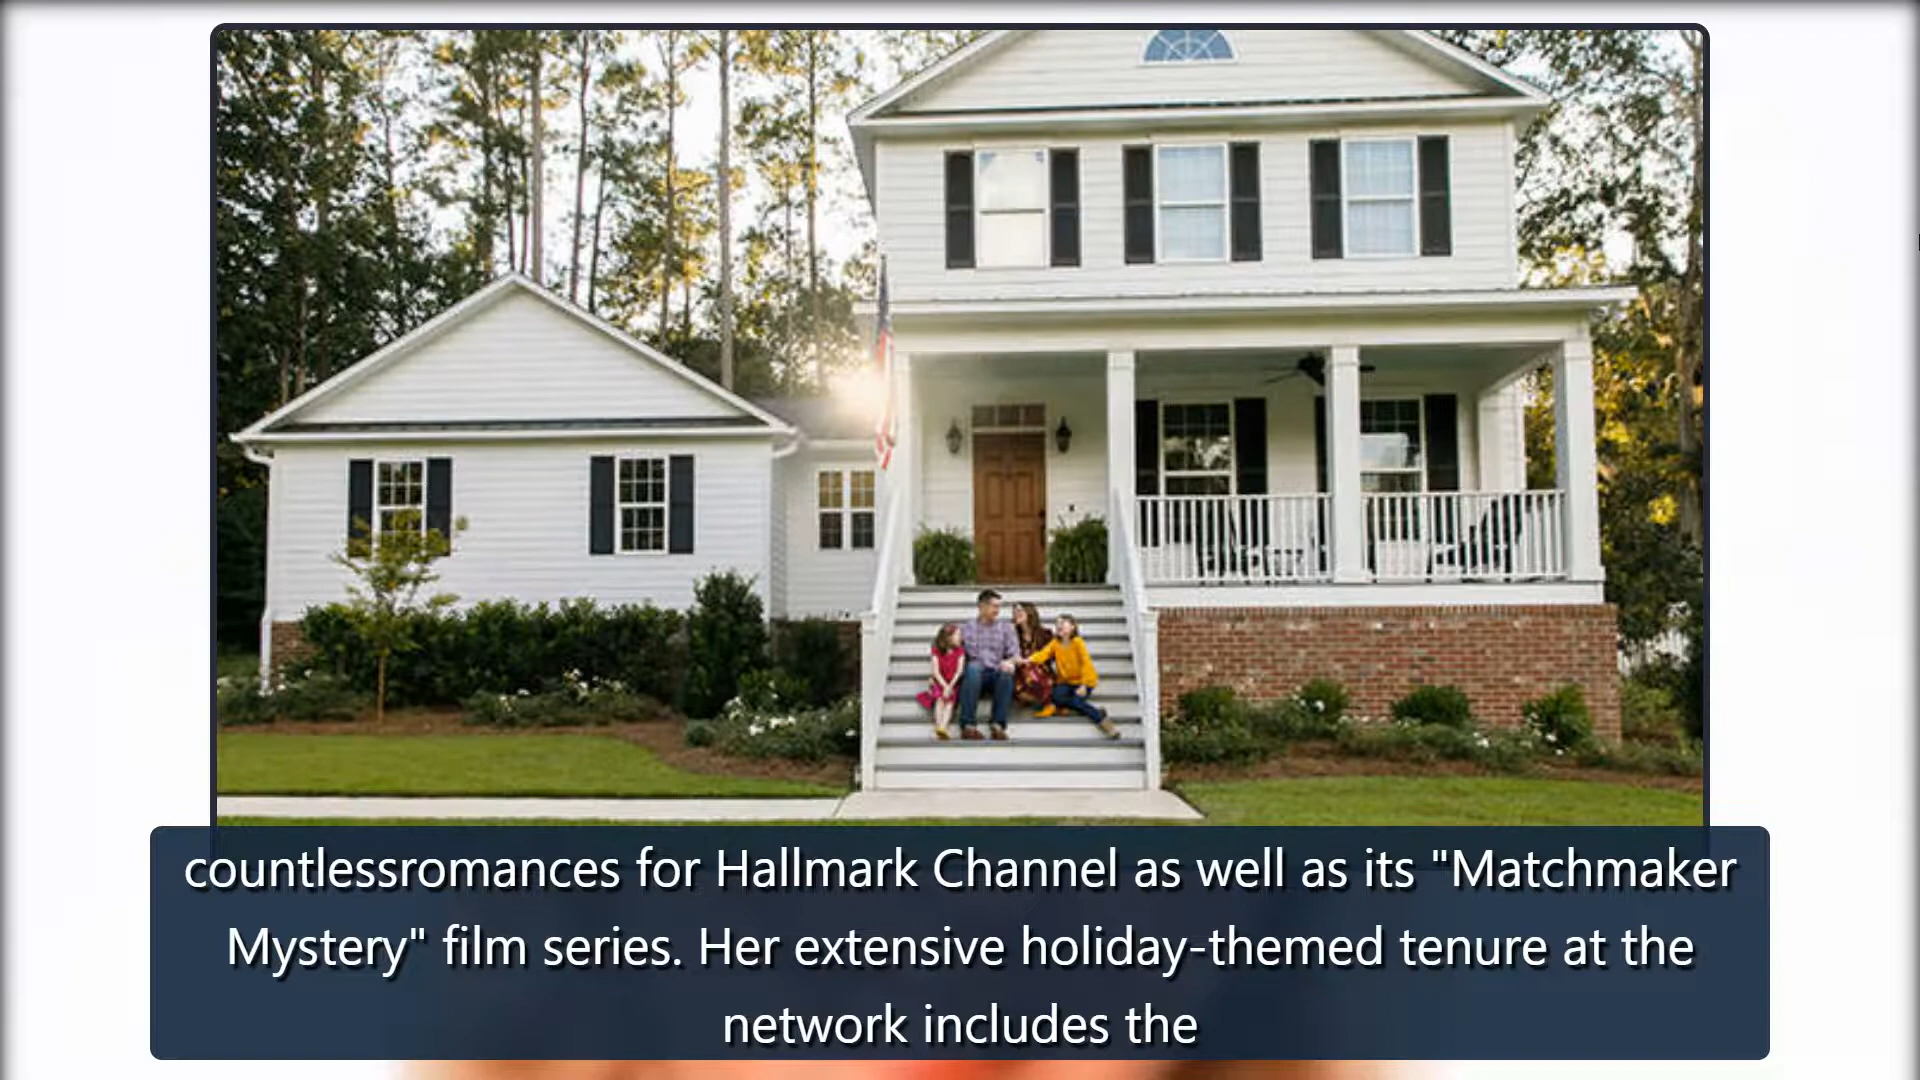 countlessromances for Hallmark Channel as well as its "Matchmaker
Mystery" film series. Her extensive holiday-themed tenure at the
network includes the